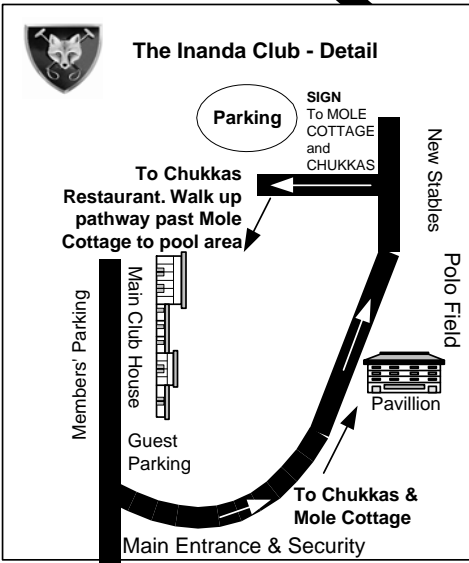 The Inanda Club - Detail
Parking
SIGN
To MOLE
COTTAGE
and
CHUKKAS
To Chukkas
Restaurant. Walk up
pathway past Mole
Cottage to pool area
New Stables
Polo Field
Members' Parking
Main Club House
Pavillion
Guest
Parking
To Chukkas &
Mole Cottage
Main Entrance & Security